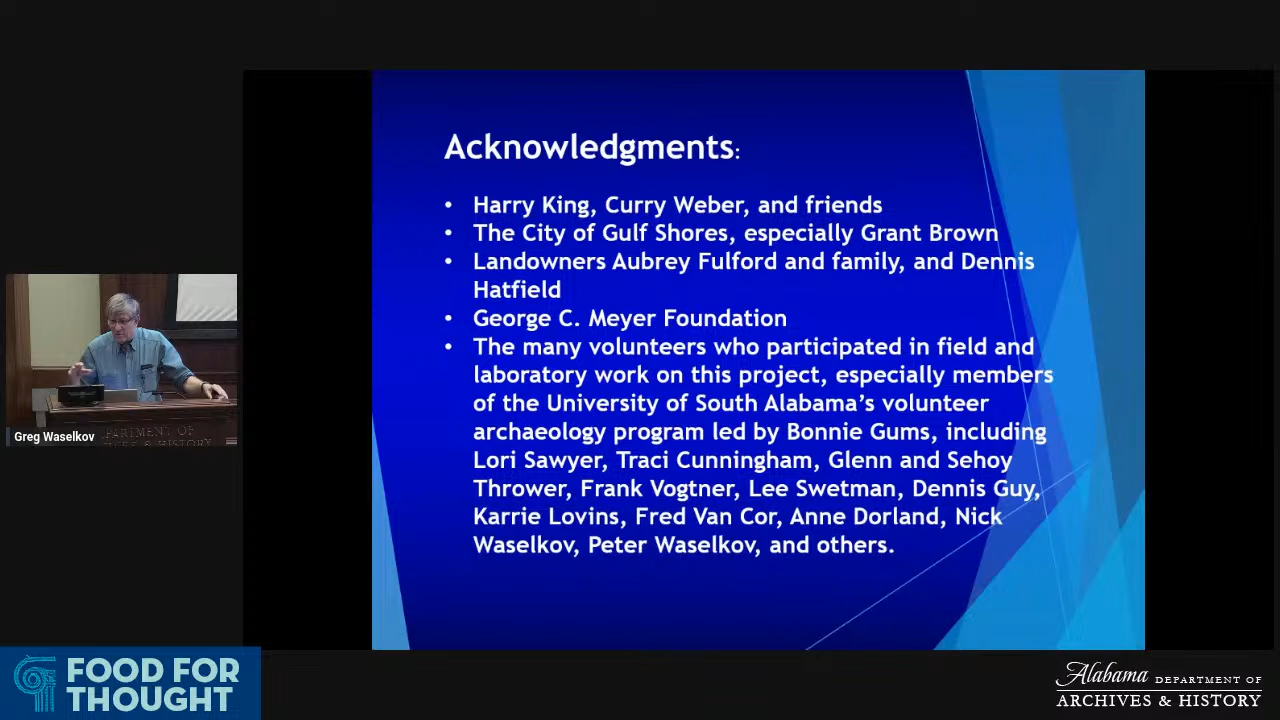 Acknowledgments:
• Harry King, Curry Weber, and friends
• The City of Gulf Shores, especially Grant Brown
• Landowners Aubrey Fulford and family, and Dennis
Hatfield
• George C. Meyer Foundation
• The many volunteers who participated in field and
laboratory work on this project, especially members
of the University of South Alabama’s volunteer
archaeology program led by Bonnie Gums, including
Lori Sawyer, Traci Cunningham, Glenn and Sehoy
Thrower, Frank Vogtner, Lee Swetman, Dennis Guy,
Karrie Lovins, Fred Van Cor, Anne Dorland, Nick
Waselkov, Peter Waselkov, and others.
Greg Waselkov
PARTMENT OF
& HISTORY
FOOD FOR
THOUGHT
Alabama DEPARTMENT OF
ARCHIVES & HISTORY